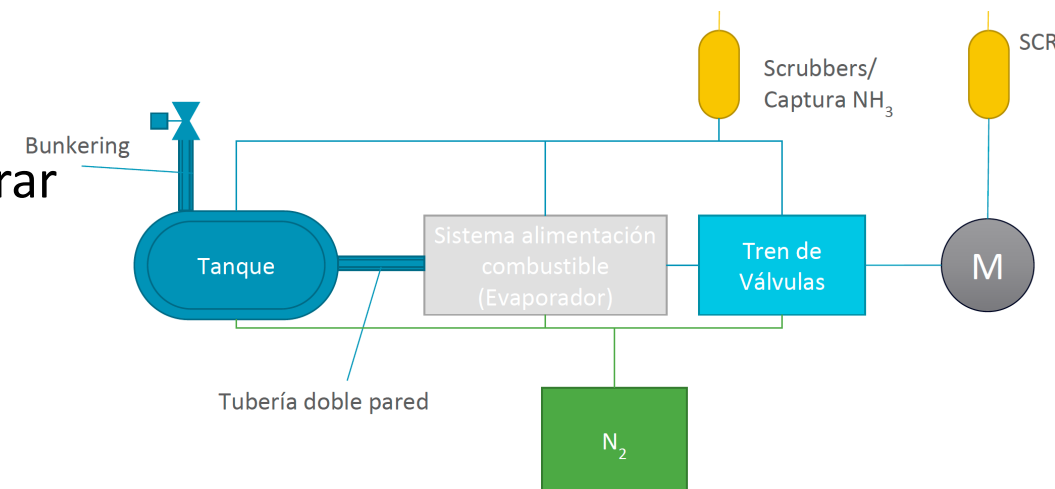 SCR
Scrubbers/
Captura NH₃
Bunkering
rar
Sistema alimentación
combustible
(Evaporador)
Tanque
Tren de
Válvulas
M
Tubería doble pared
N₂